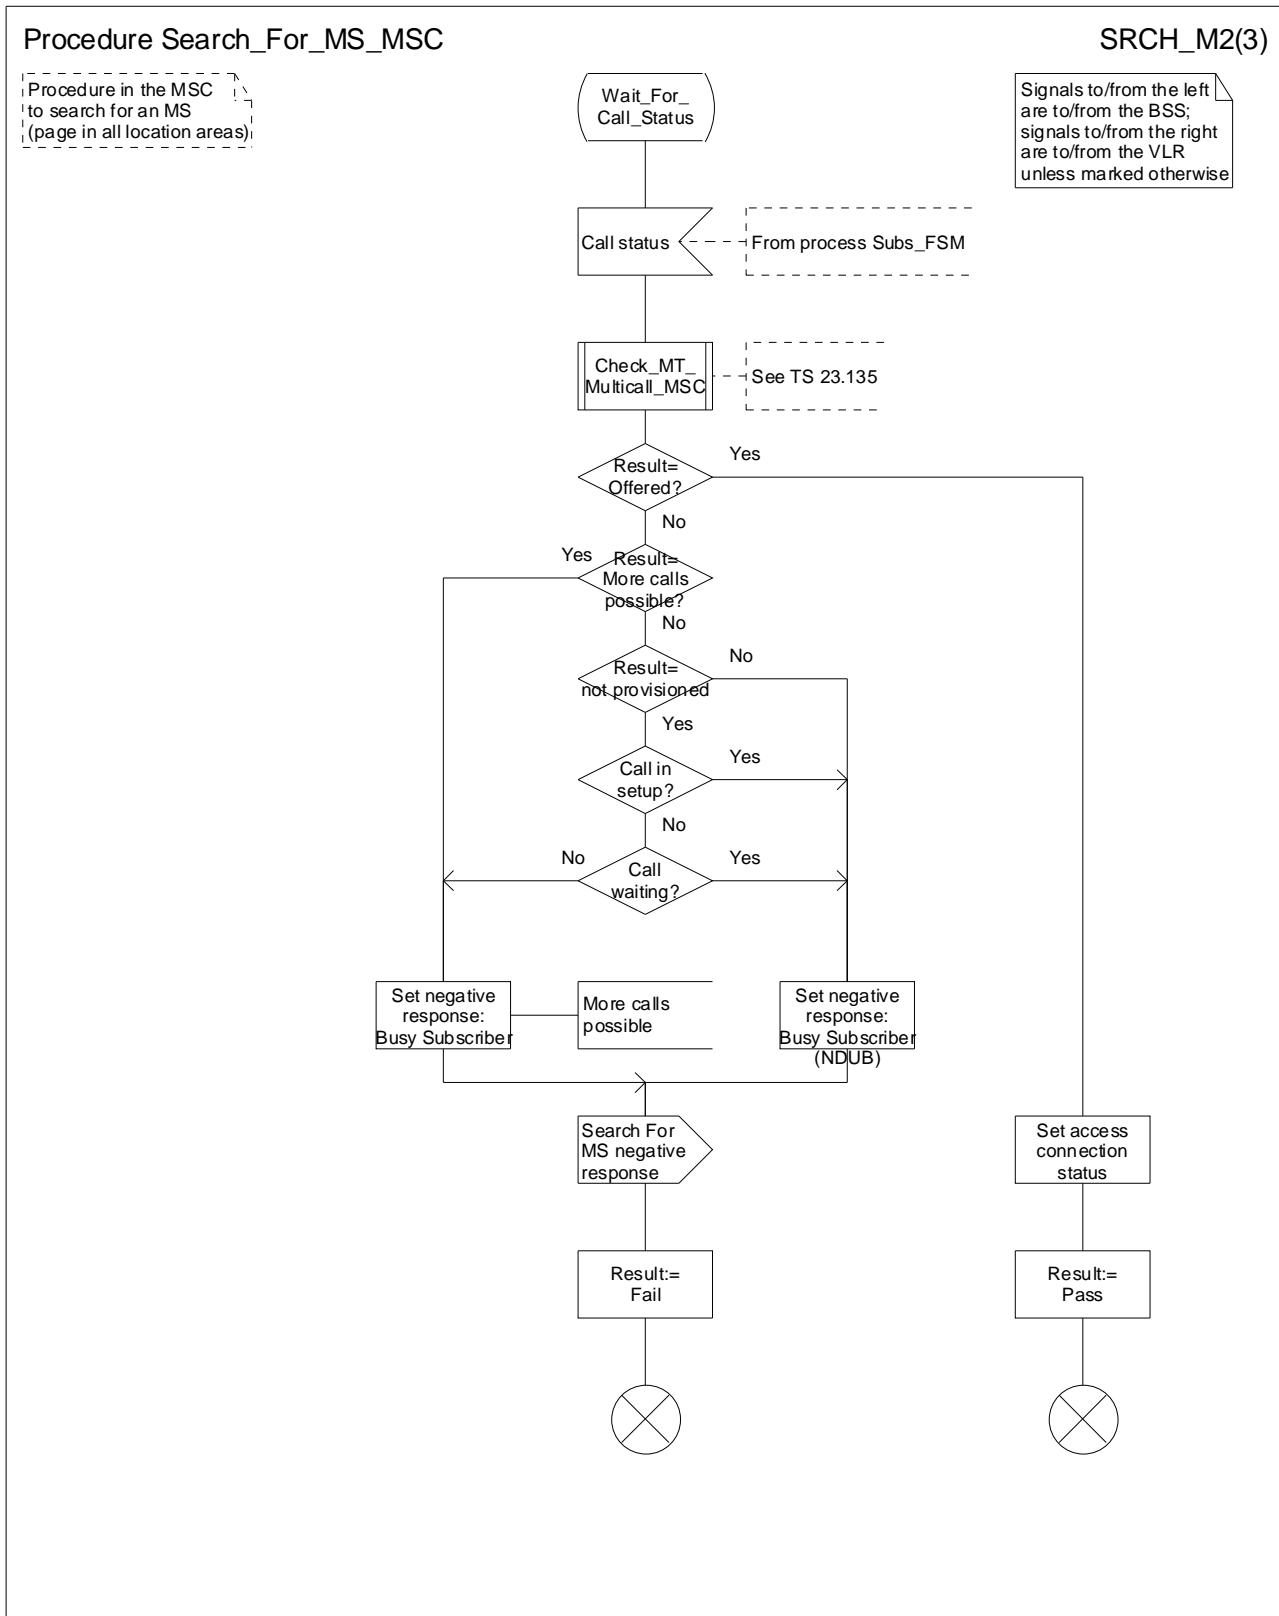 Procedure Search_For_MS_MSC
SRCH_M2(3)
Procedure in the MSC
to search for an MS
(page in all location areas)
Wait_For_
Call_Status
Signals to/from the left
are to/from the BSS;
signals to/from the right
are to/from the VLR
unless marked otherwise
Call status
From process Subs_FSM
Check_MT_
Multicall_MSC
See TS 23.135
Result=
Offered?
Yes
No
Result=
More calls
possible?
Yes
No
Result=
not provisioned
No
Yes
Call in
setup?
Yes
No
Call
waiting?
No
Yes
Set negative
response:
Busy Subscriber
More calls
possible
Set negative
response:
Busy Subscriber
(NDUB)
Search For
MS negative
response
Set access
connection
status
Result:=
Fail
Result:=
Pass